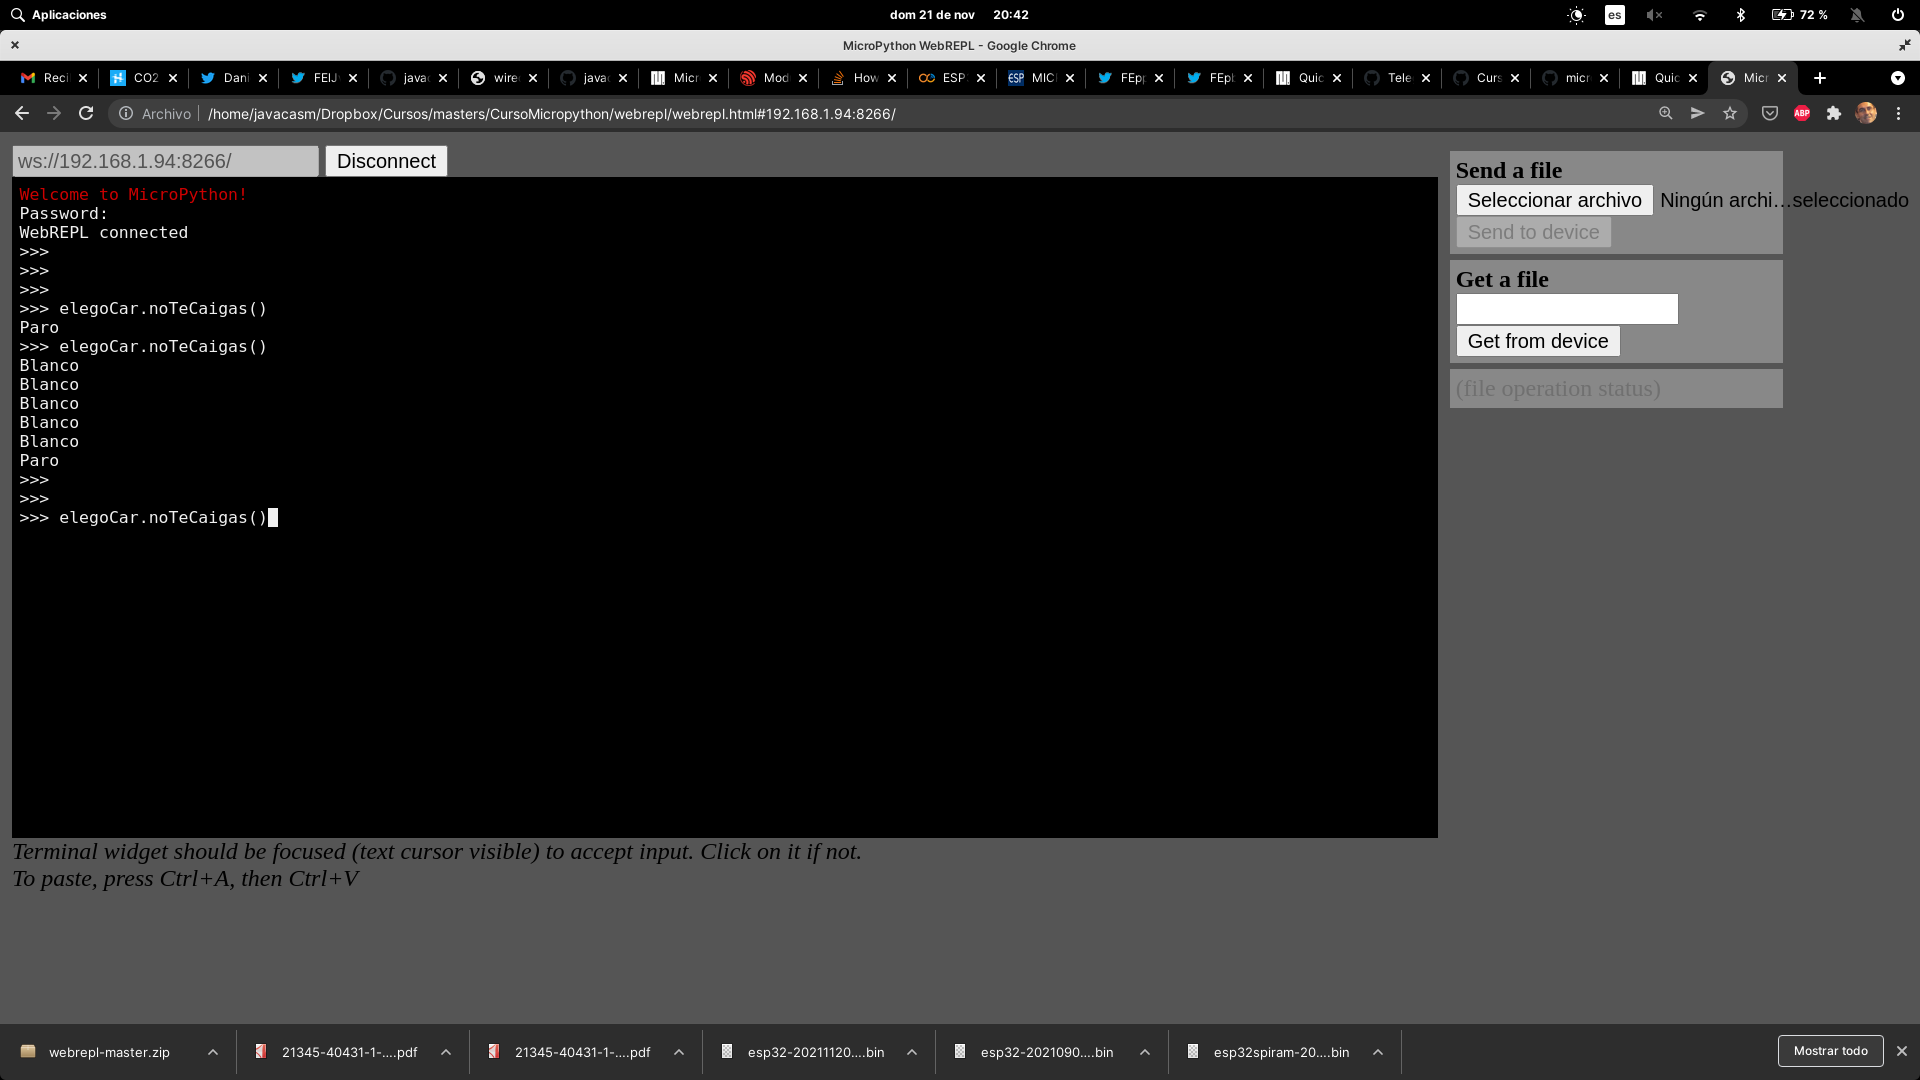 Aplicaciones
dom 21 de nov 20:42
es
72 %
MicroPython WebREPL - Google Chrome
Reci
CO2
Dani
FEIJ
java
wire
java
Micr
Mod
How
ESP
ESP MIC
FEp
FEp
Quic
Tele
Curs
micr
Quic
Micr
Archivo | /home/javacasm/Dropbox/Cursos/masters/CursoMicropython/webrepl/webrepl.html#192.168.1.94:8266/
ABP
ws://192.168.1.94:8266/ Disconnect
Welcome to MicroPython!
Password:
WebREPL connected
>>>
>>>
>>>
>>> elegoCar.noTeCaigas()
Paro
>>> elegoCar.noTeCaigas()
Blanco
Blanco
Blanco
Blanco
Blanco
Paro
>>>
>>>
>>> elegoCar.noTeCaigas()
Send a file
Seleccionar archivo Ningún archi…seleccionado
Send to device
Get a file
Get from device
(file operation status)
Terminal widget should be focused (text cursor visible) to accept input. Click on it if not.
To paste, press Ctrl+A, then Ctrl+V
webrepl-master.zip
21345-40431-1-....pdf
21345-40431-1-....pdf
esp32-20211120....bin
esp32-2021090....bin
esp32spiram-20....bin
Mostrar todo